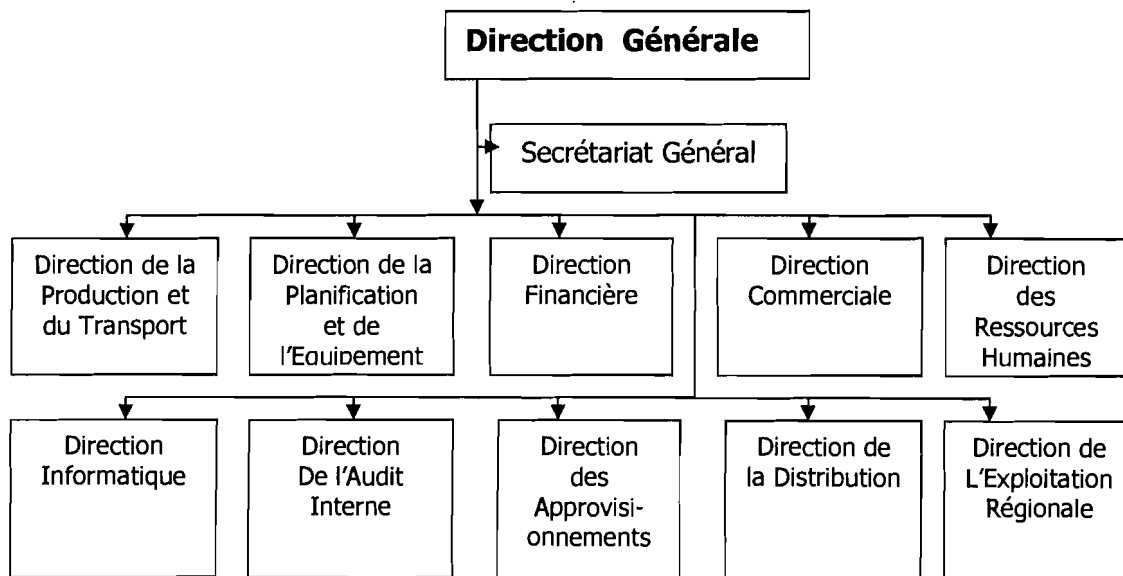 Direction Générale
Secrétariat Général
Direction de la
Production et
du Transport
Direction de la
Planification
et de
l'Equipement
Direction
Financière
Direction
Commerciale
Direction
des
Ressources
Humaines
Direction
Informatique
Direction
De l'Audit
Interne
Direction
des
Approvisi-
onnements
Direction de
la Distribution
Direction de
L'Exploitation
Régionale